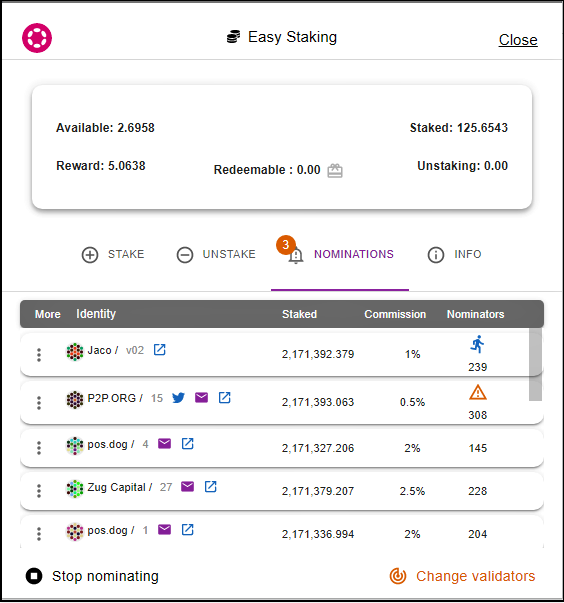 Easy Staking
Close
Available: 2.6958
Staked: 125.6543
Reward: 5.0638
Redeemable : 0.00
Unstaking: 0.00
STAKE
UNSTAKE
3
NOMINATIONS
INFO
More Identity Staked Commission Nominators
Jaco / v02 2,171,392.379 1% 239
P2P.ORG / 15 2,171,393.063 0.5% 308
pos.dog / 4 2,171,327.206 2% 145
Zug Capital / 27 2,171,379.207 2.5% 228
pos.dog / 1 2,171,336.994 2% 204
Stop nominating
Change validators